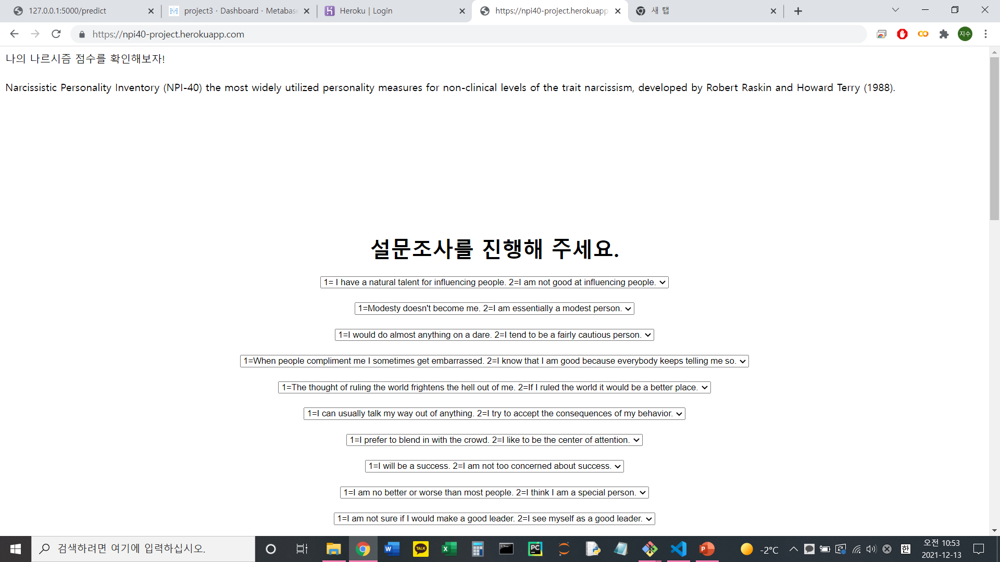 127.0.0.1:5000/predict
project3 · Dashboard · Metabase
Heroku | Login
https://npi40-project.herokuapp
새 탭
https://npi40-project.herokuapp.com
지수
나의 나르시즘 점수를 확인해보자!
Narcissistic Personality Inventory (NPI-40) the most widely utilized personality measures for non-clinical levels of the trait narcissism, developed by Robert Raskin and Howard Terry (1988).
설문조사를 진행해 주세요.
1= I have a natural talent for influencing people. 2=I am not good at influencing people.
1=Modesty doesn't become me. 2=I am essentially a modest person.
1=I would do almost anything on a dare. 2=I tend to be a fairly cautious person.
1=When people compliment me I sometimes get embarrassed. 2=I know that I am good because everybody keeps telling me so.
1=The thought of ruling the world frightens the hell out of me. 2=If I ruled the world it would be a better place.
1=I can usually talk my way out of anything. 2=I try to accept the consequences of my behavior.
1=I prefer to blend in with the crowd. 2=I like to be the center of attention.
1=I will be a success. 2=I am not too concerned about success.
1=I am no better or worse than most people. 2=I think I am a special person.
1=I am not sure if I would make a good leader. 2=I see myself as a good leader.
검색하려면 여기에 입력하십시오.
TALK
PC
-2°C
한
오전 10:53
2021-12-13